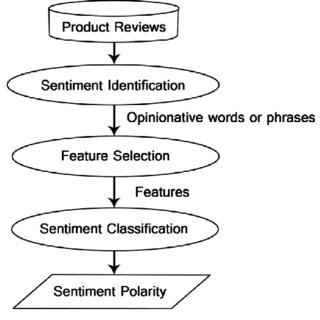 Product Reviews
Sentiment Identification
Opinionative words or phrases
Feature Selection
Features
Sentiment Classification
Sentiment Polarity